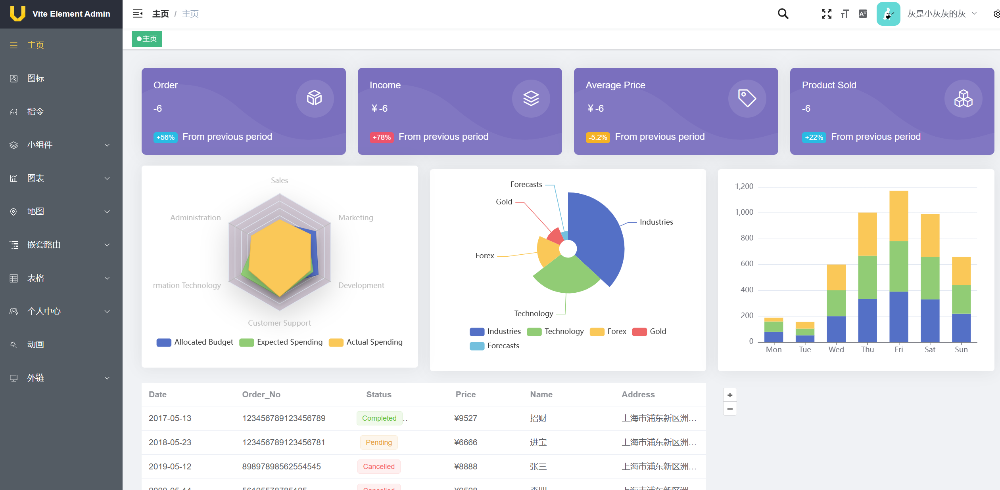 Vite Element Admin
主页 / 主页
灰是小灰灰的灰
主页
主页
图标
指令
小组件
图表
地图
嵌套路由
表格
个人中心
动画
外链
Order
-6
+56% From previous period
Income
¥ -6
+78% From previous period
Average Price
¥ -6
-5.2% From previous period
Product Sold
-6
+22% From previous period
Sales
Administration
Marketing
rmation Technology
Development
Customer Support
Allocated Budget Expected Spending Actual Spending
Forecasts
Gold
Industries
Forex
Technology
Industries Technology Forex Gold
Forecasts
1,200
1,000
800
600
400
200
0
Mon Tue Wed Thu Fri Sat Sun
Date Order_No Status Price Name Address
2017-05-13 123456789123456789 Completed .. ¥9527 招财 上海市浦东新区洲…
2018-05-23 123456789123456781 Pending ¥6666 进宝 上海市浦东新区洲…
2019-05-12 89897898562554545 Cancelled ¥8888 张三 上海市浦东新区洲…
+
−